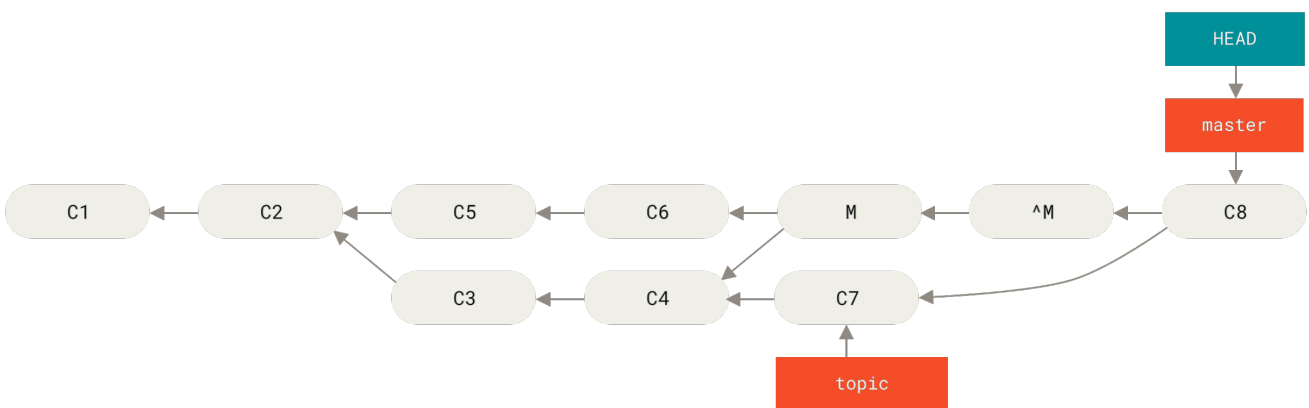 HEAD
master
C1 C2 C5 C6 M ^M C8
C3 C4 C7
topic